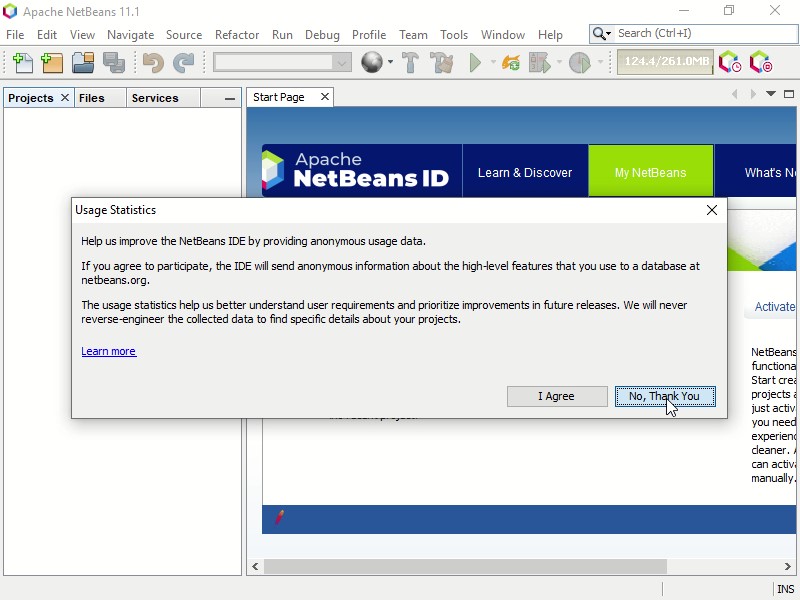 Apache NetBeans 11.1
File Edit View Navigate Source Refactor Run Debug Profile Team Tools Window Help
Search (Ctrl+I)
124.4/261.0MB
Projects Files Services
Start Page
Apache
NetBeans ID
Learn & Discover My NetBeans What's N
Usage Statistics
Help us improve the NetBeans IDE by providing anonymous usage data.
If you agree to participate, the IDE will send anonymous information about the high-level features that you use to a database at
netbeans.org.
The usage statistics help us better understand user requirements and prioritize improvements in future releases. We will never
reverse-engineer the collected data to find specific details about your projects.
Learn more
I Agree No, Thank You
Activate
NetBeans
functiona
Start crea
projects a
just activ
you need
experienc
cleaner. A
can activa
manually.
INS